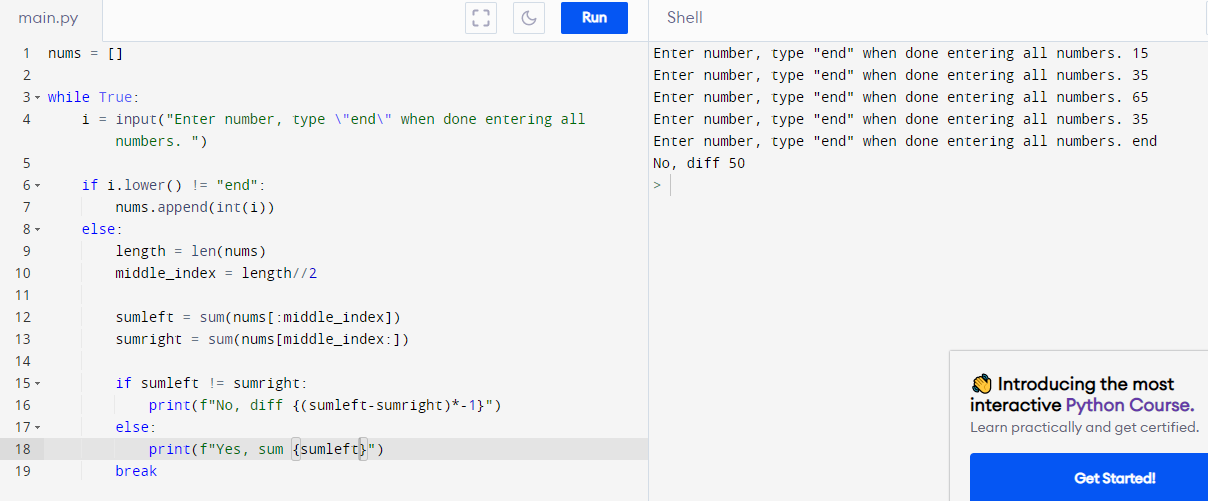 main.py
Run
Shell
1 nums = []
2
3 while True:
4 i = input("Enter number, type \"end\" when done entering all
numbers. ")
5
6 if i.lower() != "end":
7 nums.append(int(i))
8 else:
9 length = len(nums)
10 middle_index = length//2
11
12 sumleft = sum(nums[:middle_index])
13 sumright = sum(nums[middle_index:])
14
15 if sumleft != sumright:
16 print(f"No, diff {(sumleft-sumright)*-1}")
17 else:
18 print(f"Yes, sum {sumleft}")
19 break
Enter number, type "end" when done entering all numbers. 15
Enter number, type "end" when done entering all numbers. 35
Enter number, type "end" when done entering all numbers. 65
Enter number, type "end" when done entering all numbers. 35
Enter number, type "end" when done entering all numbers. end
No, diff 50
>
👏 Introducing the most
interactive Python Course.
Learn practically and get certified.
Get Started!